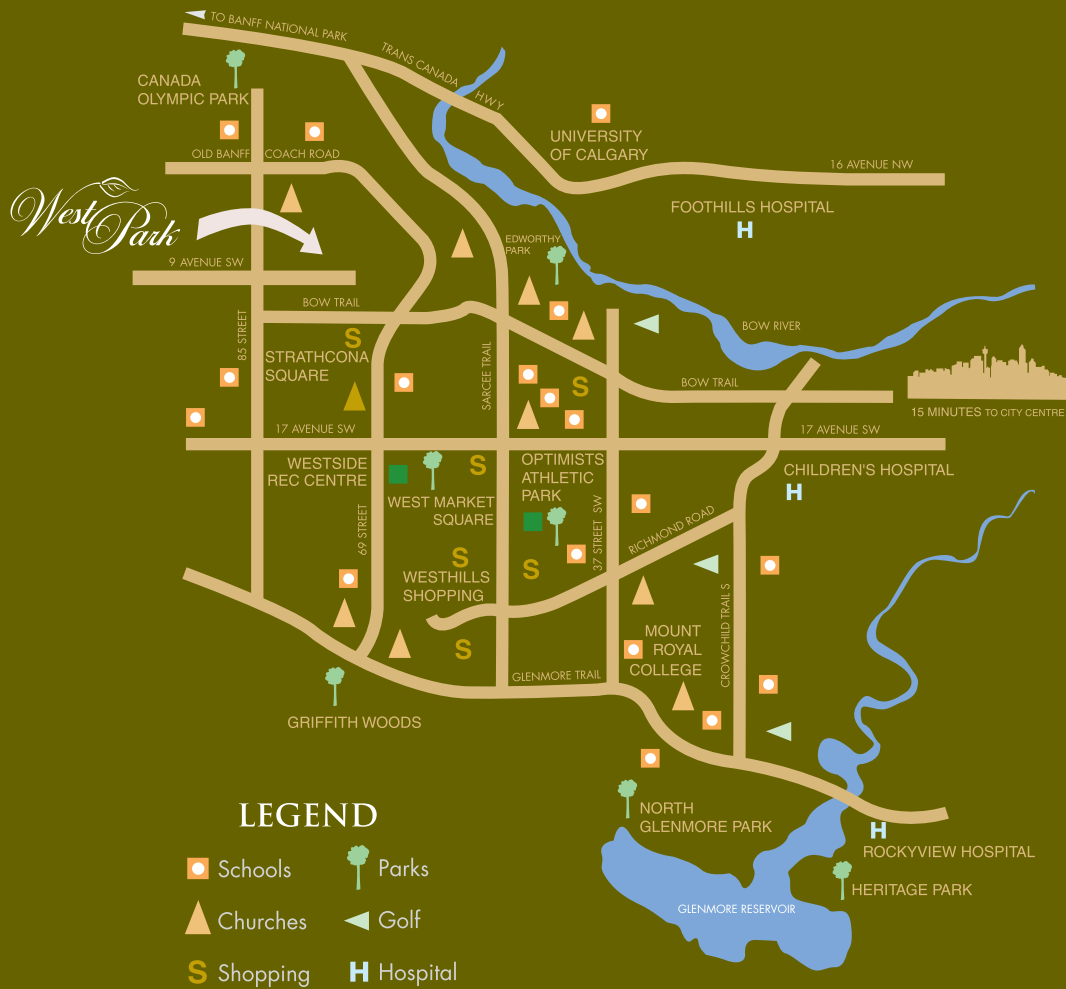 TO BANFF NATIONAL PARK
TRANS CANADA
HWY
CANADA
OLYMPIC PARK
UNIVERSITY
OF CALGARY
OLD BANFF COACH ROAD
16 AVENUE NW
West Park
FOOTHILLS HOSPITAL
H
EDWORTHY
PARK
9 AVENUE SW
BOW TRAIL
BOW RIVER
85 STREET
S
STRATHCONA
SQUARE
SARCEE TRAIL
S
BOW TRAIL
15 MINUTES TO CITY CENTRE
17 AVENUE SW
17 AVENUE SW
WESTSIDE
REC CENTRE
S
OPTIMISTS
ATHLETIC
PARK
CHILDREN'S HOSPITAL
H
WEST MARKET
SQUARE
69 STREET
37 STREET SW
RICHMOND ROAD
S
S
WESTHILLS
SHOPPING
CROWCHILD TRAIL S
MOUNT
ROYAL
COLLEGE
S
GLENMORE TRAIL
GRIFFITH WOODS
NORTH
GLENMORE PARK
H
ROCKYVIEW HOSPITAL
HERITAGE PARK
GLENMORE RESERVOIR
LEGEND
Schools
Parks
Churches
Golf
S Shopping
H Hospital